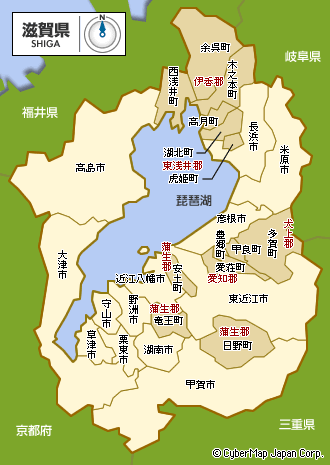 滋賀県
SHIGA
余呉町
木之本町
伊香郡
西浅井町
高月町
岐阜県
福井県
長浜市
米原市
湖北町
東浅井郡
虎姫町
高島市
琵琶湖
彦根市
犬上郡
多賀町
豊郷町
甲良町
大津市
蒲生郡
安土町
愛荘町
愛知郡
近江八幡市
東近江市
野洲市
守山市
蒲生郡
竜王町
草津市
栗東市
湖南市
蒲生郡
日野町
甲賀市
京都府
三重県
© CyberMap Japan Corp.